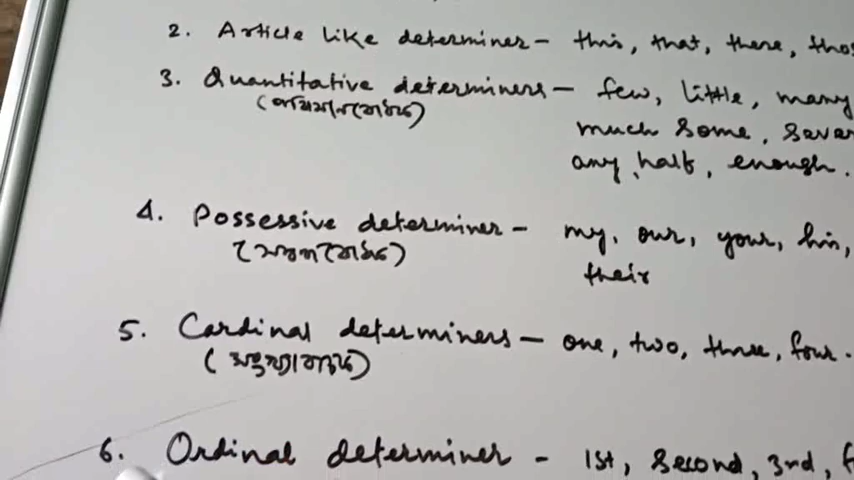 2. Article like determiner - this, that, there,
3. Quantitative determiners - few, little, many
much some,
any, half, enough.
4. Possessive determiner - my, our, your, his,
their
5. Cardinal determiners - one, two, three, four.
6. Ordinal determiner - 1st, second, 3rd,